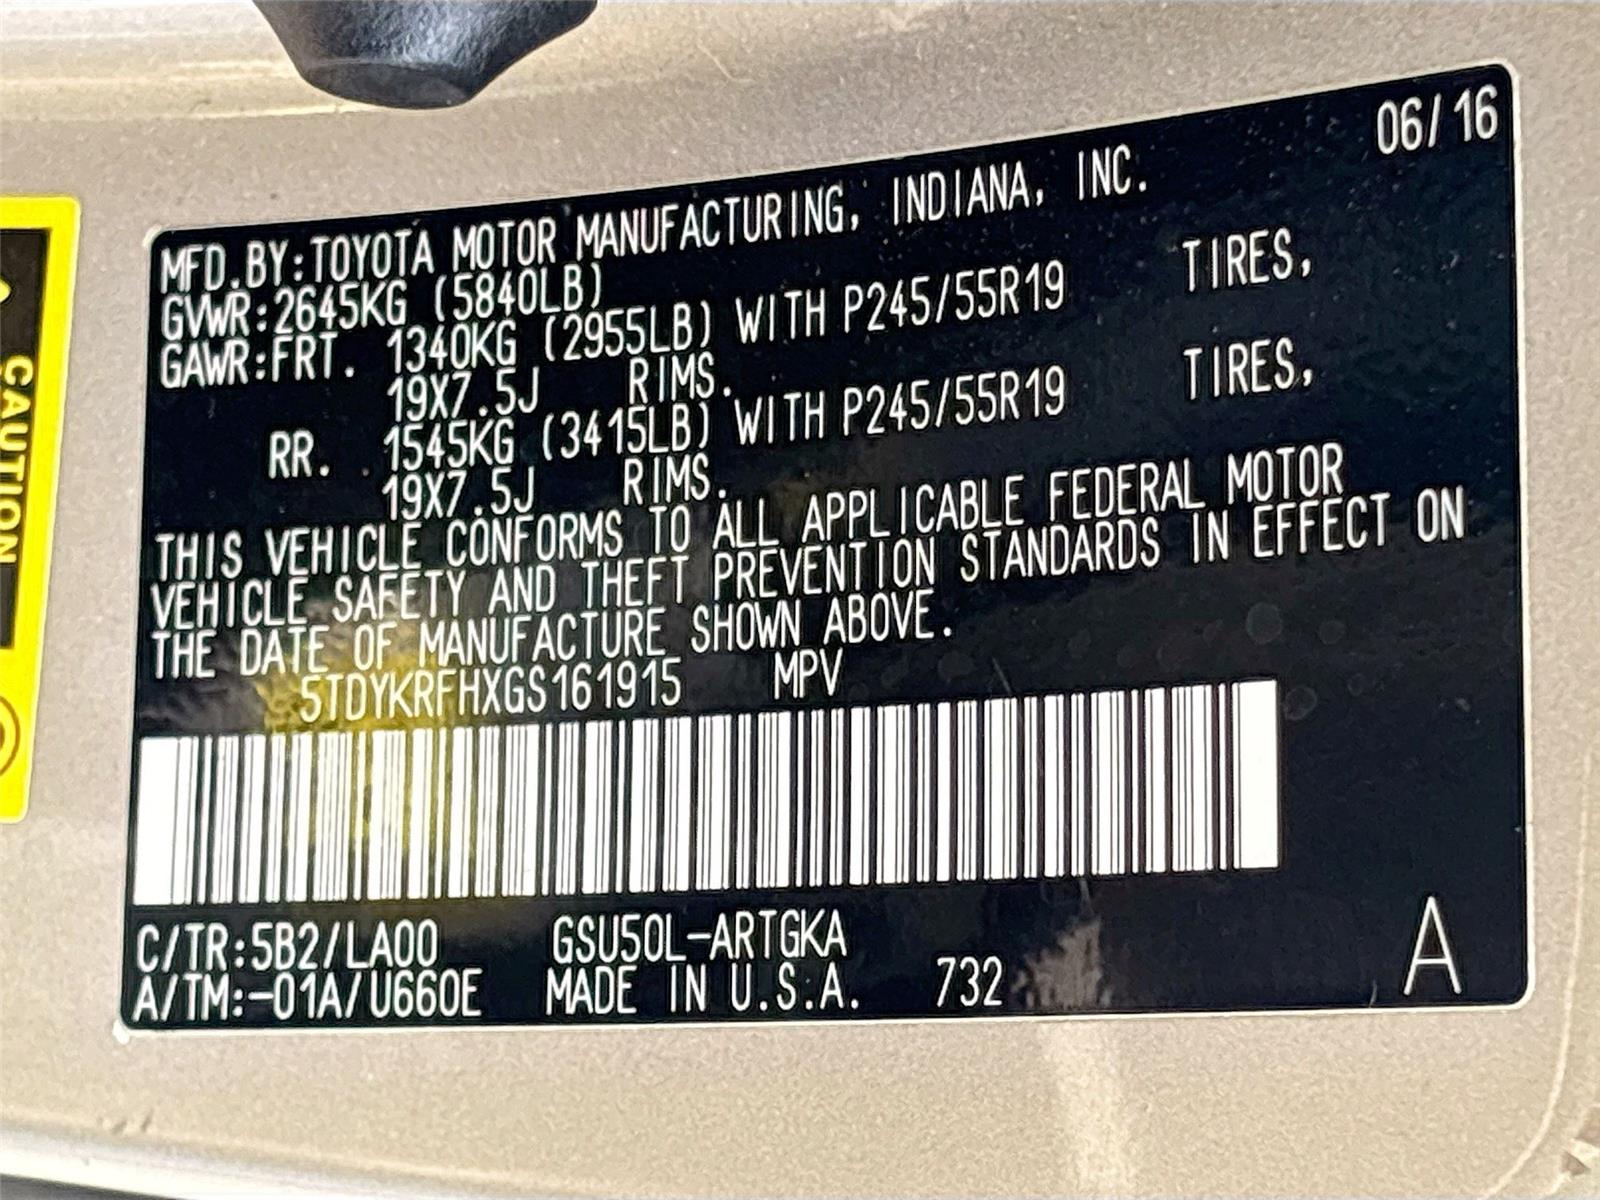 06/16
MFD.BY:TOYOTA MOTOR MANUFACTURING, INDIANA, INC.
GVWR:2645KG (5840LB)
GAWR:FRT. 1340KG (2955LB) WITH P245/55R19 TIRES,
19X7.5J RIMS.
RR. 1545KG (3415LB) WITH P245/55R19 TIRES,
19X7.5J RIMS.
THIS VEHICLE CONFORMS TO ALL APPLICABLE FEDERAL MOTOR
VEHICLE SAFETY AND THEFT PREVENTION STANDARDS IN EFFECT ON
THE DATE OF MANUFACTURE SHOWN ABOVE.
5TDYKRFHXGS161915 MPV
C/TR:5B2/LA00 GSU50L-ARTGKA
A/TM:-01A/U660E MADE IN U.S.A. 732 A
CAUTION